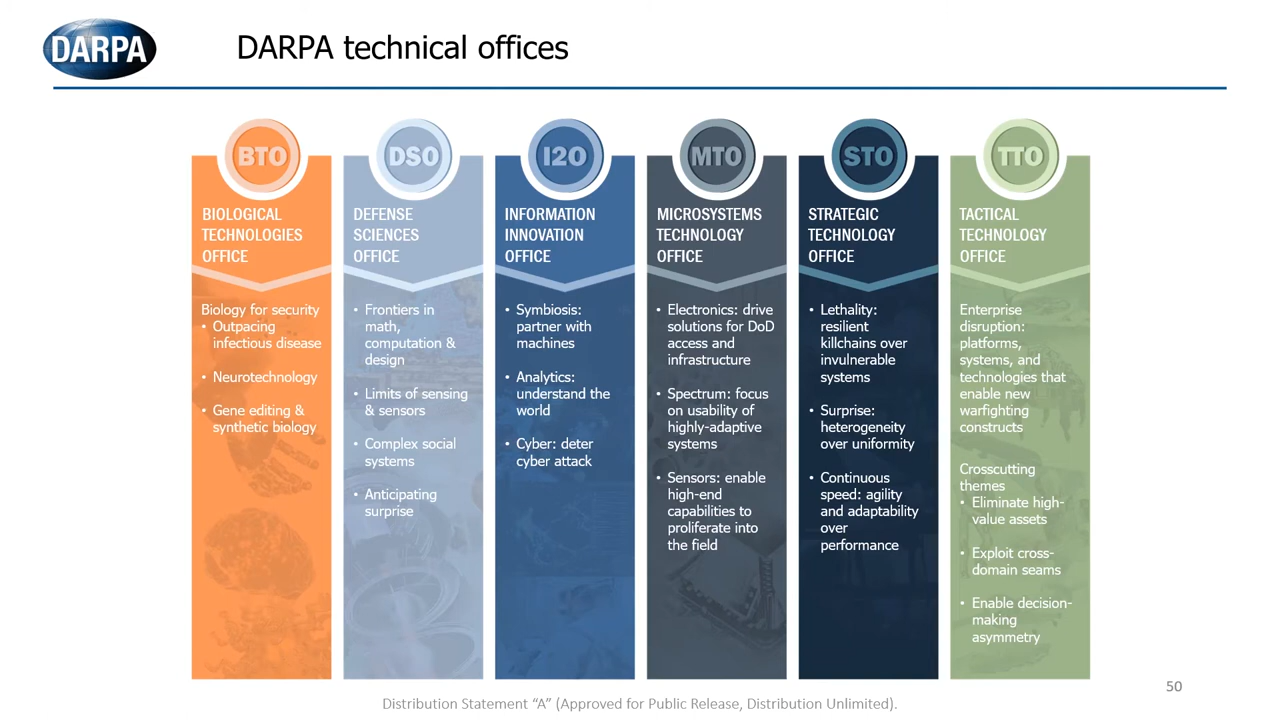 DARPA
DARPA technical offices
BTO
BIOLOGICAL
TECHNOLOGIES
OFFICE
Biology for security
• Outpacing
infectious disease
• Neurotechnology
• Gene editing &
synthetic biology
DSO
DEFENSE
SCIENCES
OFFICE
• Frontiers in
math,
computation &
design
• Limits of sensing
& sensors
• Complex social
systems
• Anticipating
surprise
I2O
INFORMATION
INNOVATION
OFFICE
• Symbiosis:
partner with
machines
• Analytics:
understand the
world
• Cyber: deter
cyber attack
MTO
MICROSYSTEMS
TECHNOLOGY
OFFICE
• Electronics: drive
solutions for DoD
access and
infrastructure
• Spectrum: focus
on usability of
highly-adaptive
systems
• Sensors: enable
high-end
capabilities to
proliferate into
the field
STO
STRATEGIC
TECHNOLOGY
OFFICE
• Lethality:
resilient
killchains over
invulnerable
systems
• Surprise:
heterogeneity
over uniformity
• Continuous
speed: agility
and adaptability
over
performance
TTO
TACTICAL
TECHNOLOGY
OFFICE
Enterprise
disruption:
platforms,
systems, and
technologies that
enable new
warfighting
constructs
Crosscutting
themes
• Eliminate high-
value assets
• Exploit cross-
domain seams
• Enable decision-
making
asymmetry
50
Distribution Statement “A” (Approved for Public Release, Distribution Unlimited).